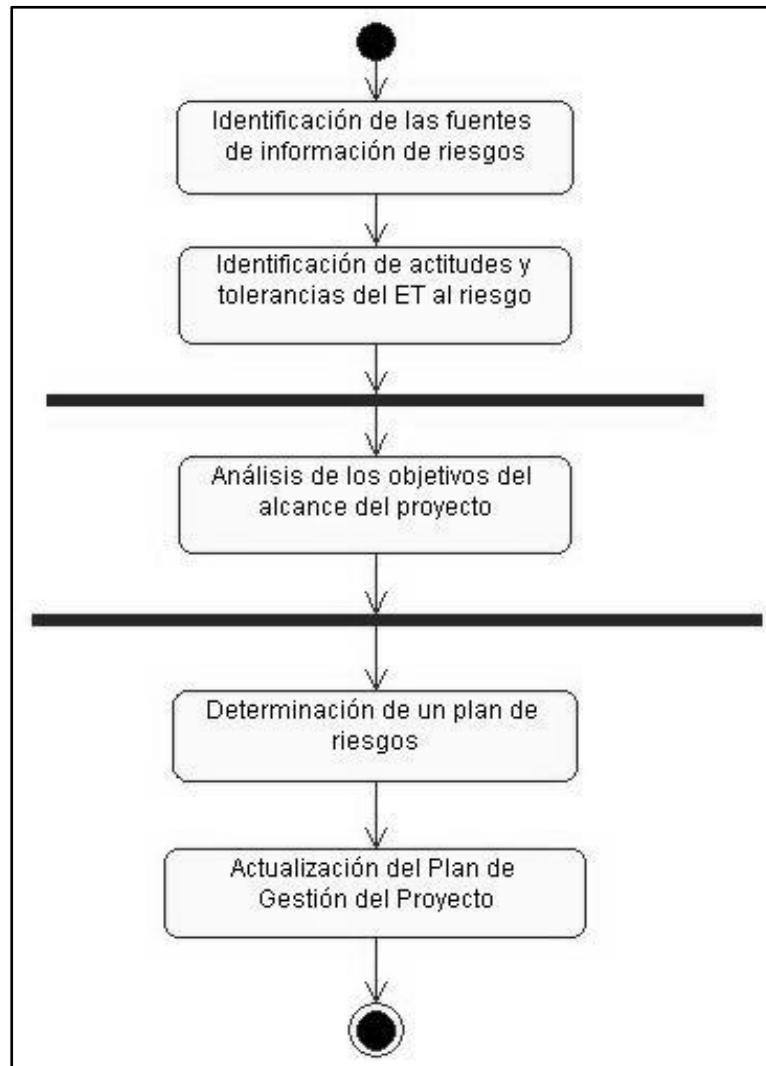 Identificación de las fuentes
de información de riesgos
Identificación de actitudes y
tolerancias del ET al riesgo
Análisis de los objetivos del
alcance del proyecto
Determinación de un plan de
riesgos
Actualización del Plan de
Gestión del Proyecto